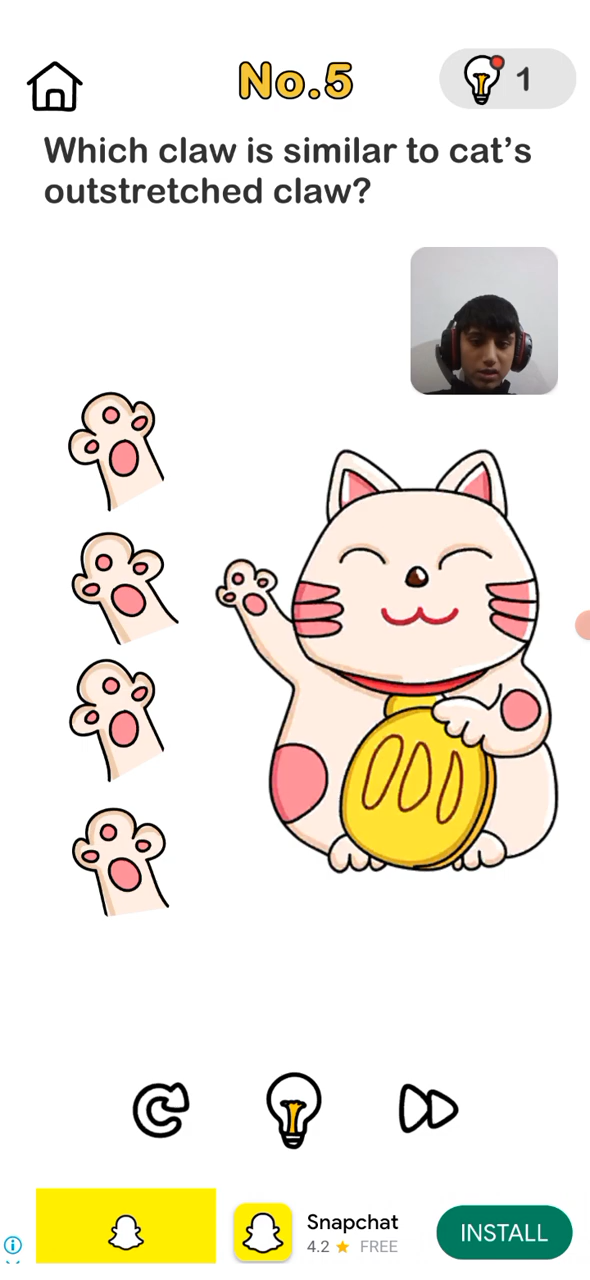 No.5
1
Which claw is similar to cat's
outstretched claw?
Snapchat
4.2 ★ FREE
INSTALL